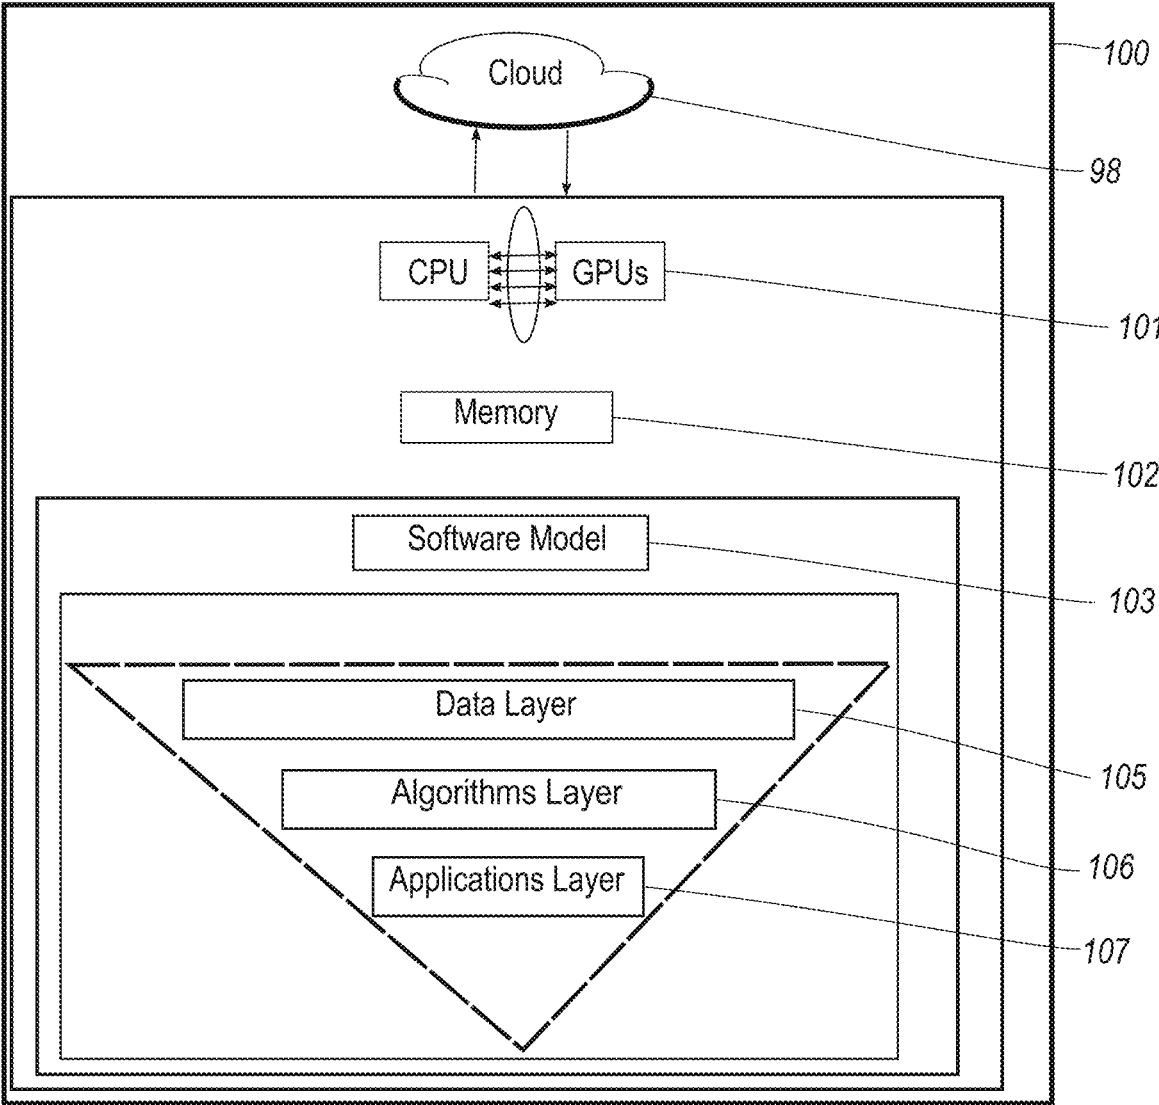 100
Cloud
98
CPU
GPUs
101
Memory
102
Software Model
103
Data Layer
105
Algorithms Layer
106
Applications Layer
107